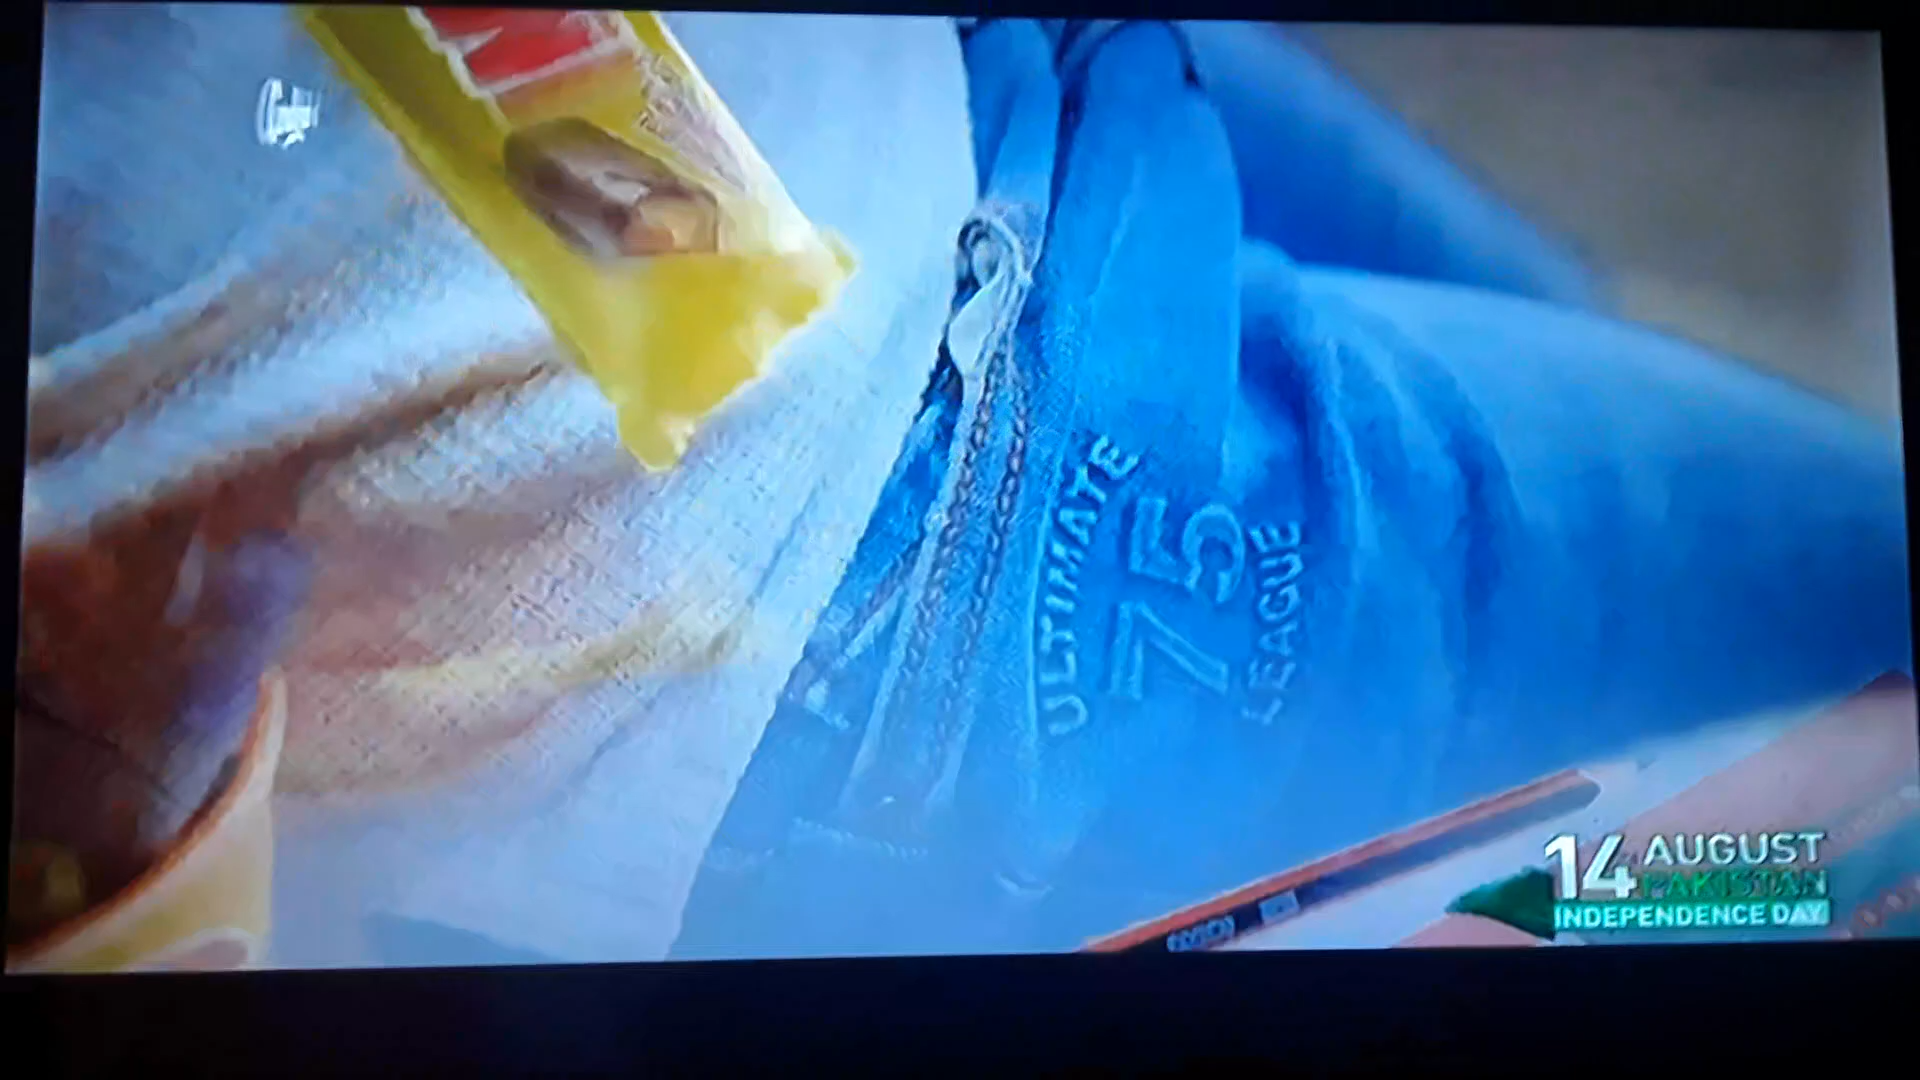 ULTIMATE
75
LEAGUE
14 AUGUST
PAKISTAN
INDEPENDENCE DAY